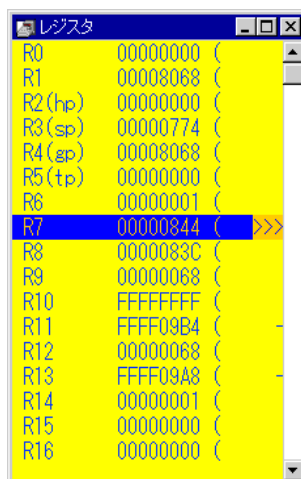 レジスタ
R0 00000000 (
R1 00008068 (
R2(hp) 00000000 (
R3(sp) 00000774 (
R4(gp) 00008068 (
R5(tp) 00000000 (
R6 00000001 (
R7 00000844 ( >>>
R8 0000083C (
R9 00000068 (
R10 FFFFFFFF (
R11 FFFF09B4 ( -
R12 00000068 (
R13 FFFF09A8 ( -
R14 00000001 (
R15 00000000 (
R16 00000000 (